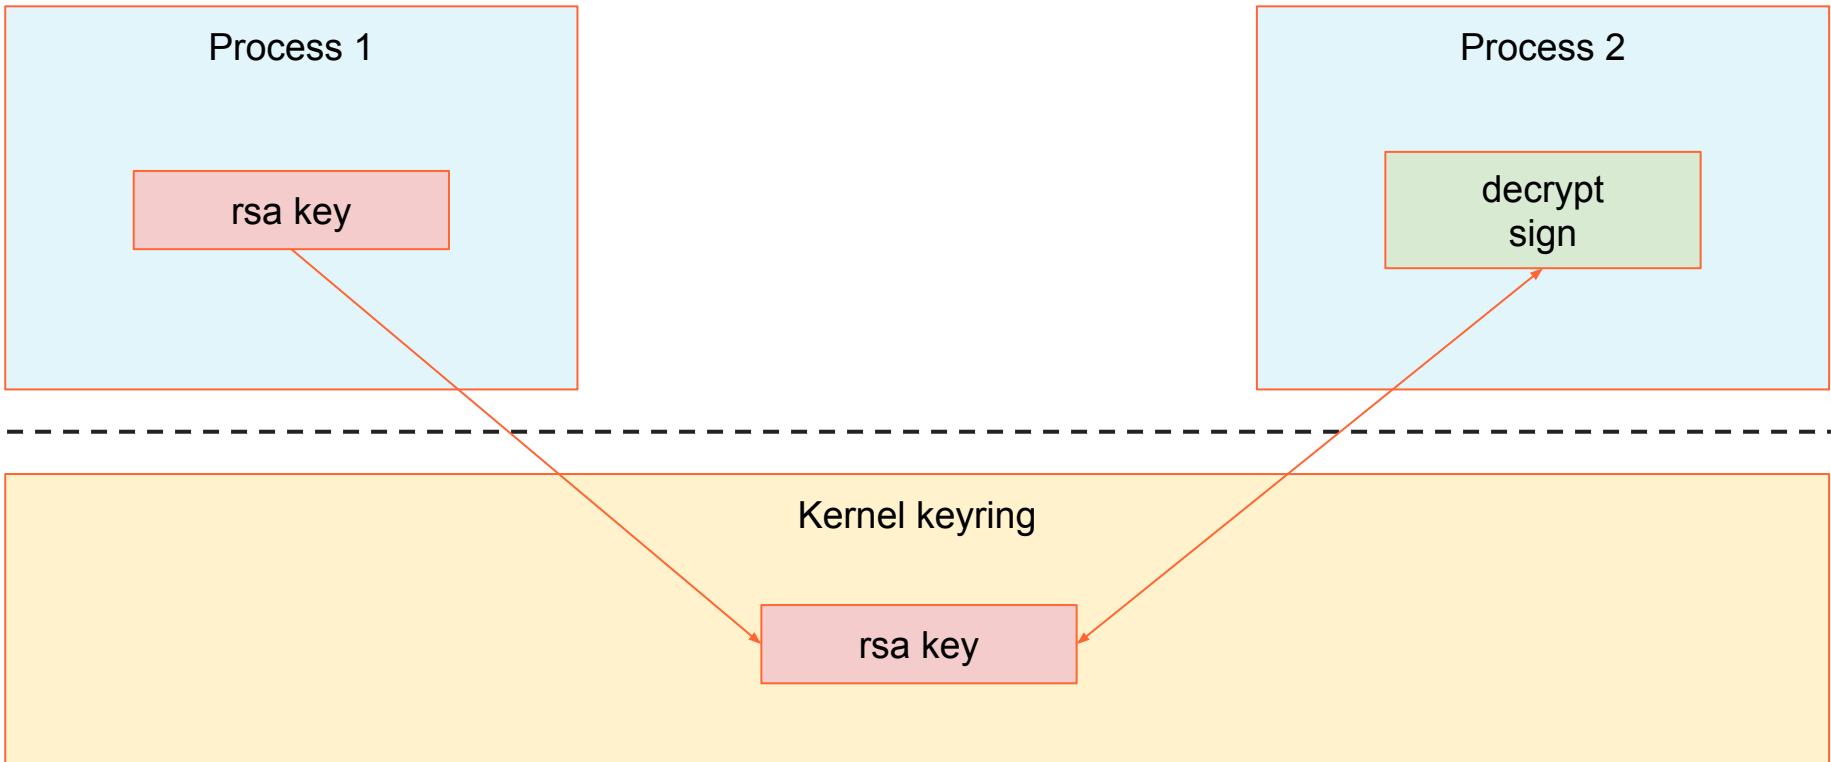 Process 1
Process 2
rsa key
decrypt
sign
Kernel keyring
rsa key